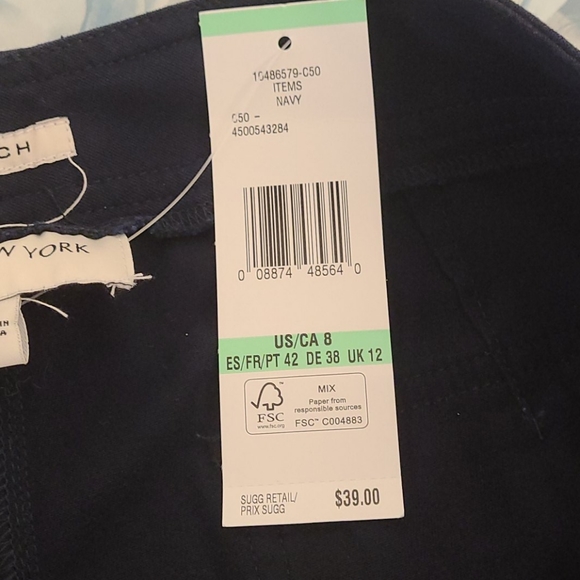 10486579-C50
ITEMS
NAVY
C50 -
4500543284
CH
W YORK
IN
A
0 08874 48564 0
US/CA 8
ES/FR/PT 42 DE 38 UK 12
FSC
www.fsc.org
MIX
Paper from
responsible sources
FSC™ C004883
SUGG RETAIL/
PRIX SUGG
$39.00